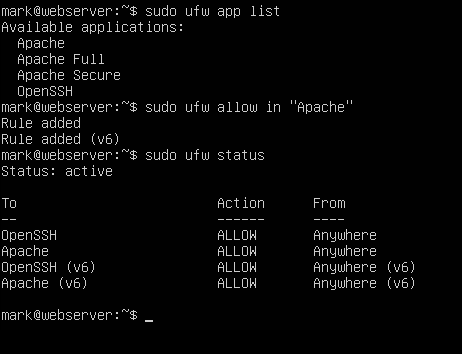 mark@webserver:~$ sudo ufw app list
Available applications:
  Apache
  Apache Full
  Apache Secure
  OpenSSH
mark@webserver:~$ sudo ufw allow in "Apache"
Rule added
Rule added (v6)
mark@webserver:~$ sudo ufw status
Status: active

To                         Action      From
--                         ------      ----
OpenSSH                    ALLOW       Anywhere
Apache                     ALLOW       Anywhere
OpenSSH (v6)               ALLOW       Anywhere (v6)
Apache (v6)                ALLOW       Anywhere (v6)

mark@webserver:~$ _